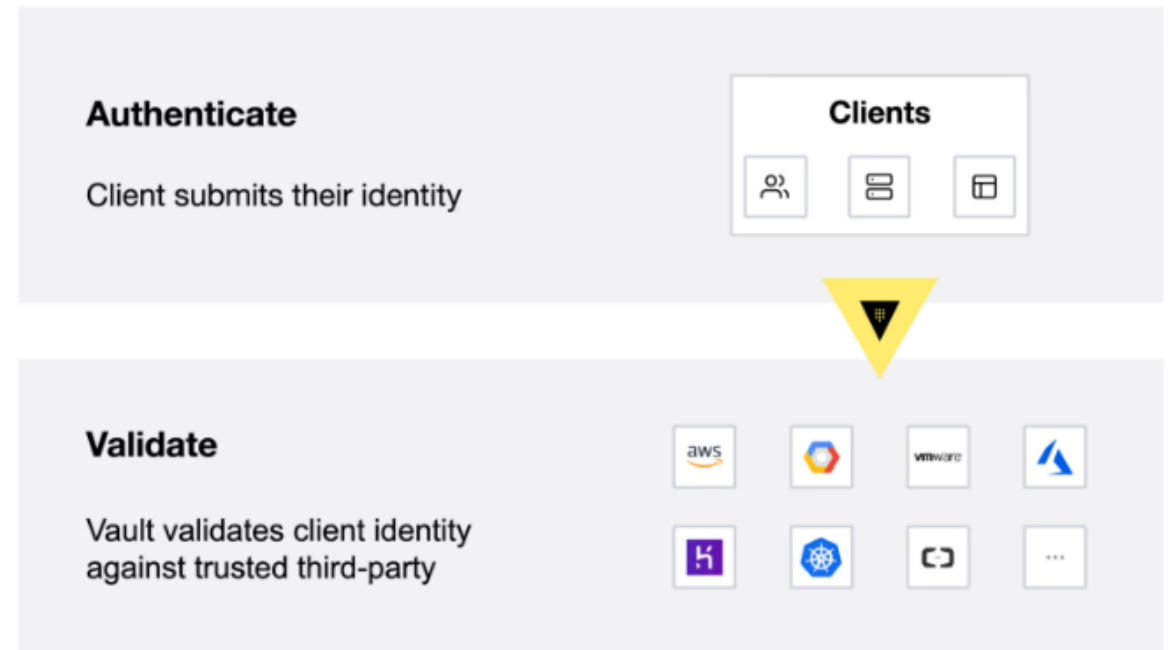 Authenticate
Clients
Client submits their identity
Validate
aws
vmware
Vault validates client identity
against trusted third-party
...